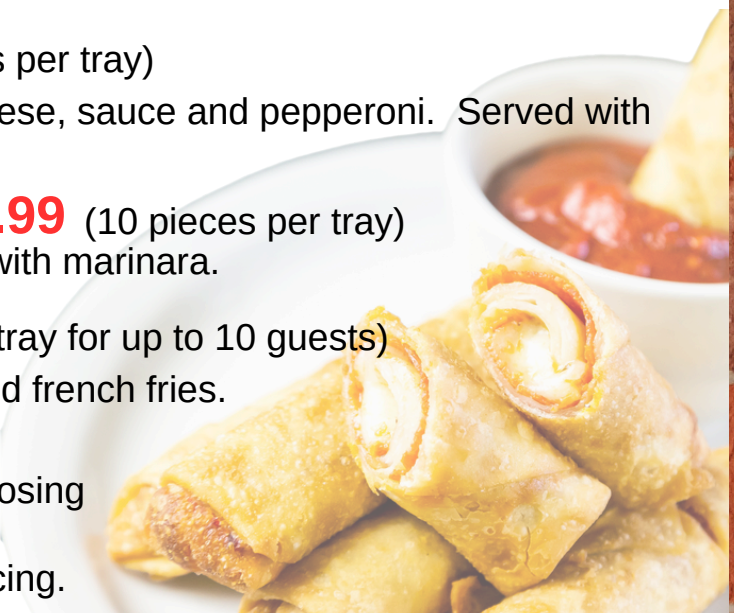 s per tray)
ese, sauce and pepperoni. Served with
.99 (10 pieces per tray)
with marinara.
tray for up to 10 guests)
d french fries.
osing
cing.